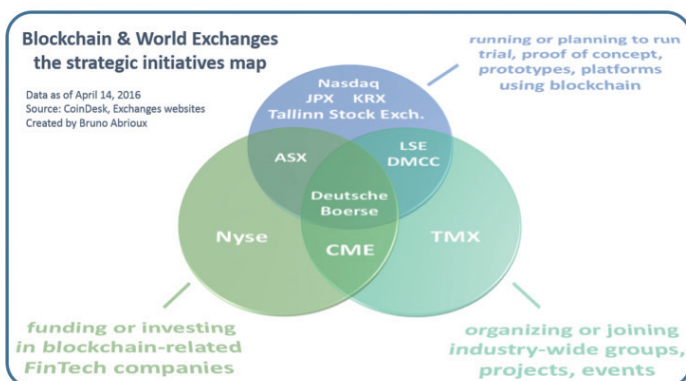 Blockchain & World Exchanges
the strategic initiatives map
Data as of April 14, 2016
Source: CoinDesk, Exchanges websites
Created by Bruno Abrioux
running or planning to run
trial, proof of concept,
prototypes, platforms
using blockchain
Nasdaq
JPX KRX
Tallinn Stock Exch.
ASX
LSE
DMCC
Deutsche
Boerse
Nyse
CME
TMX
funding or investing
in blockchain-related
FinTech companies
organizing or joining
industry-wide groups,
projects, events